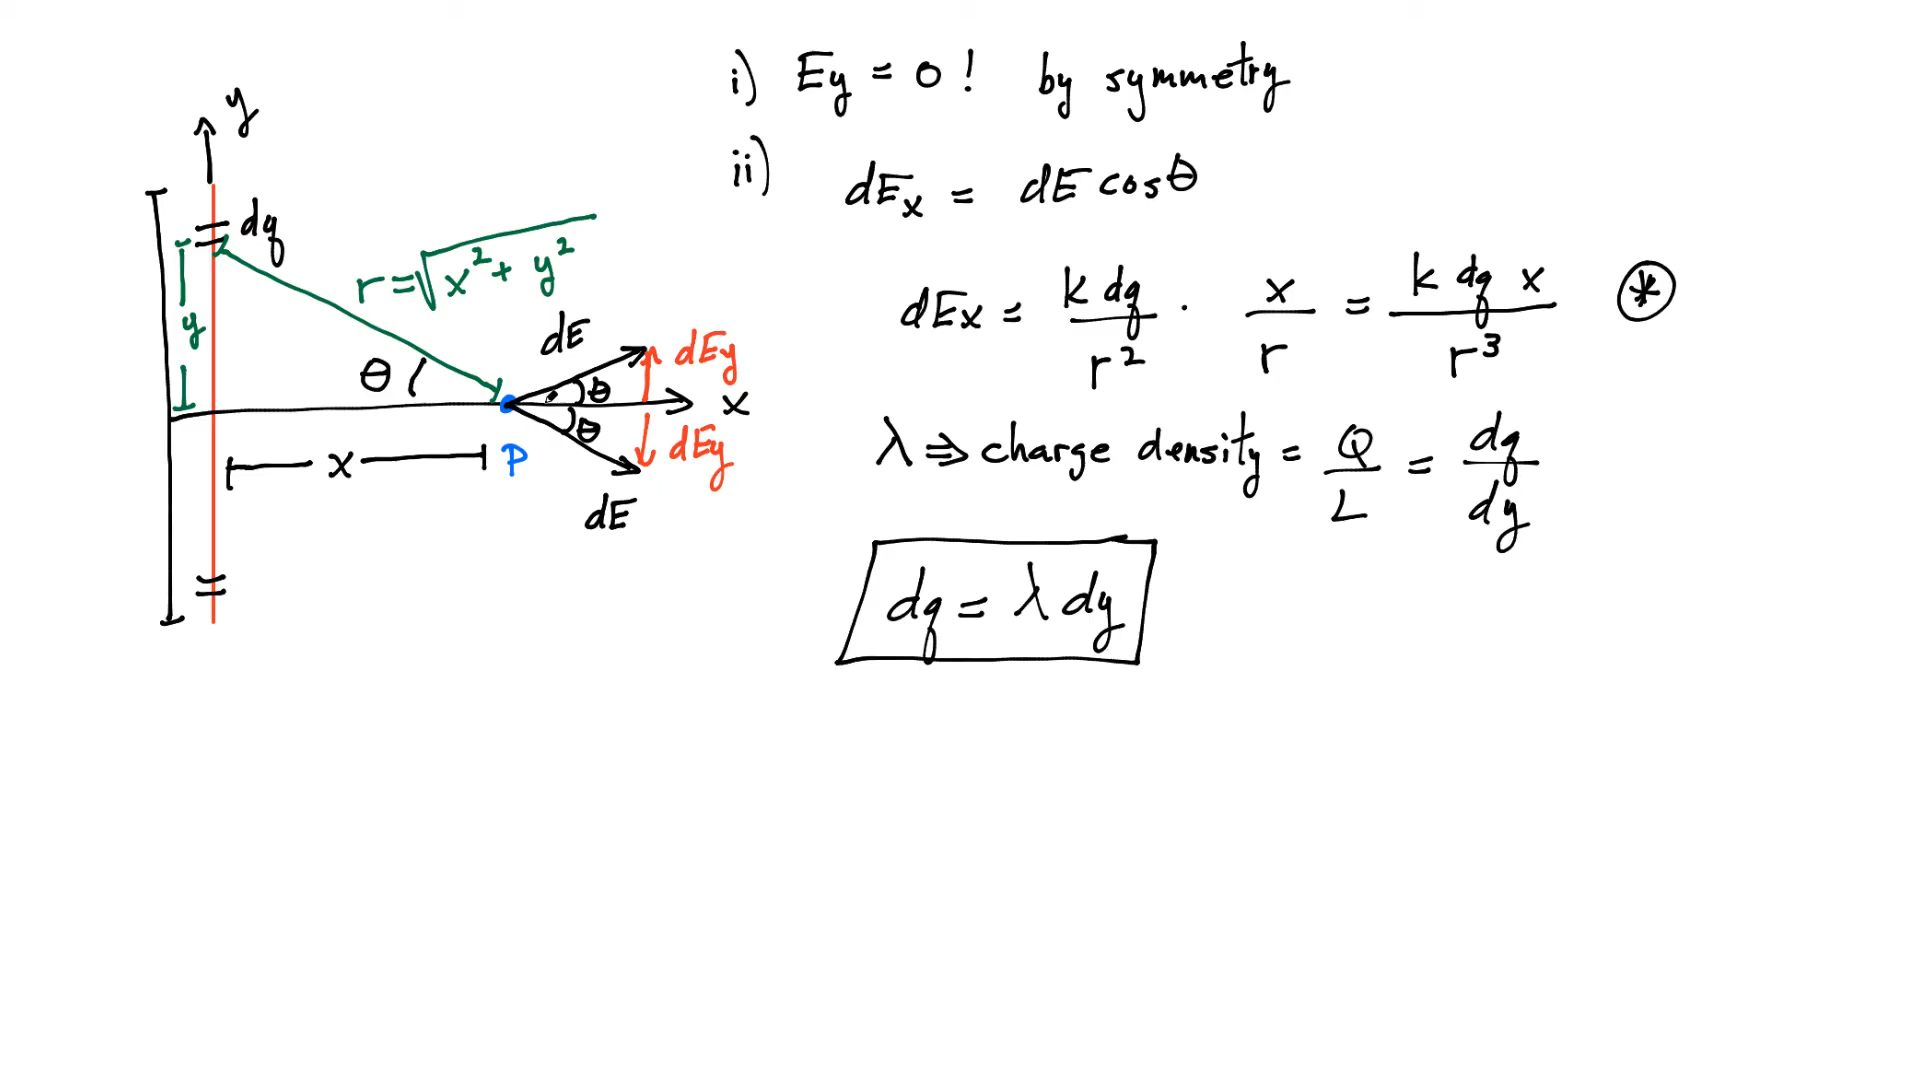 y
dq
r = √(x² + y²)
y
θ
dE
dEy
θ
x
θ
dEy
x
P
dE
i) Ey = 0 ! by symmetry
ii) dEx = dE cosθ
dEx = k dq / r² · x / r = k dq x / r³ (*)
λ ⇒ charge density = Q / L = dq / dy
dq = λ dy